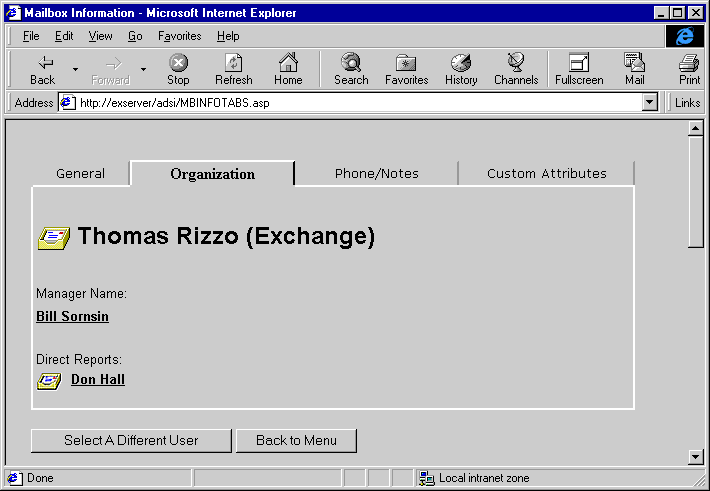 Mailbox Information - Microsoft Internet Explorer
File Edit View Go Favorites Help
Back Forward Stop Refresh Home Search Favorites History Channels Fullscreen Mail Print
Address http://exserver/adsi/MBINFOTABS.asp Links
General Organization Phone/Notes Custom Attributes
Thomas Rizzo (Exchange)
Manager Name:
Bill Sornsin
Direct Reports:
Don Hall
Select A Different User Back to Menu
Done Local intranet zone